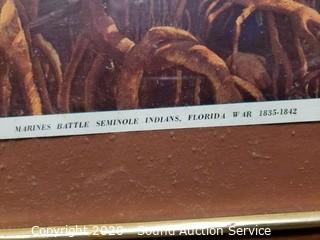 MARINES BATTLE SEMINOLE INDIANS, FLORIDA WAR 1835-1842
Copyright 2020 - Sound Auction Service